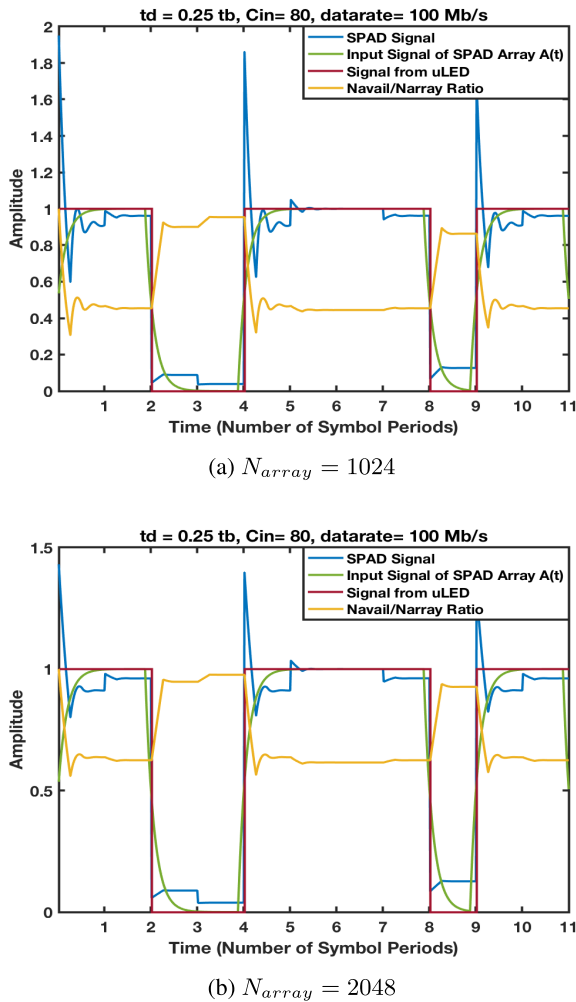 td = 0.25 tb, Cin= 80, datarate= 100 Mb/s
SPAD Signal
Input Signal of SPAD Array A(t)
Signal from uLED
Navail/Narray Ratio
Amplitude
2
1.8
1.6
1.4
1.2
1
0.8
0.6
0.4
0.2
0
1 2 3 4 5 6 7 8 9 10 11
Time (Number of Symbol Periods)
(a) N_array = 1024
td = 0.25 tb, Cin= 80, datarate= 100 Mb/s
SPAD Signal
Input Signal of SPAD Array A(t)
Signal from uLED
Navail/Narray Ratio
Amplitude
1.5
1
0.5
0
1 2 3 4 5 6 7 8 9 10 11
Time (Number of Symbol Periods)
(b) N_array = 2048